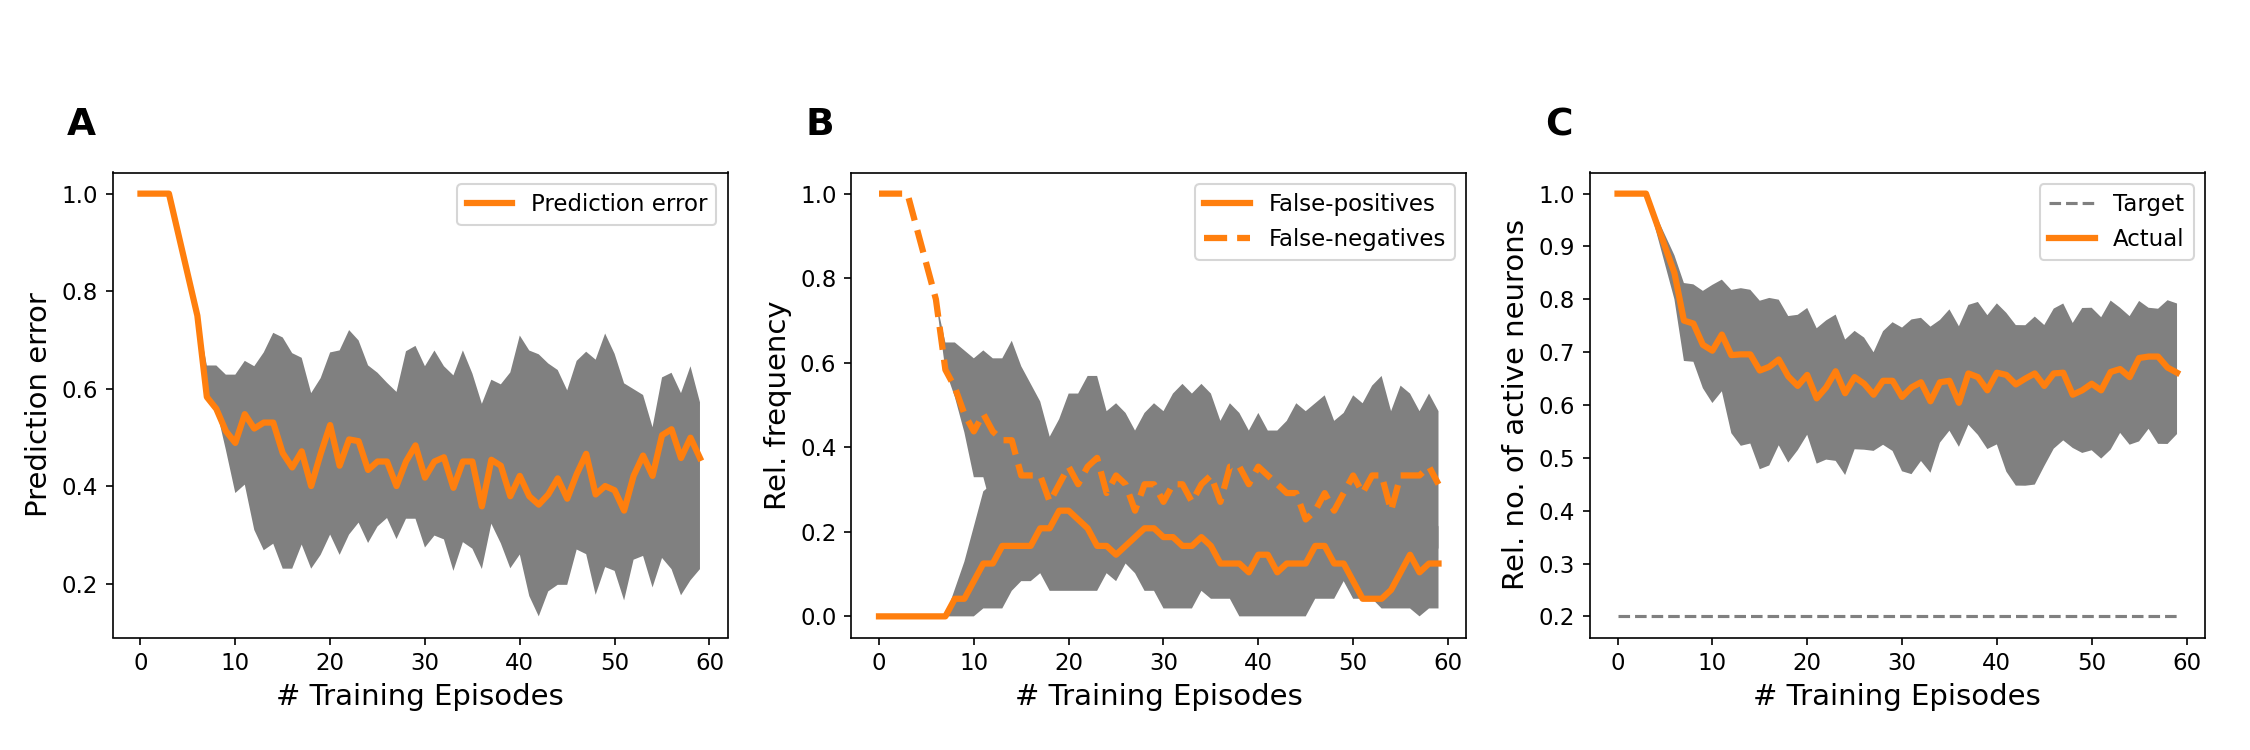 A
Prediction error
1.0
0.8
0.6
0.4
0.2
0
10
20
30
40
50
60
# Training Episodes
Prediction error
B
False-positives
False-negatives
1.0
0.8
0.6
0.4
0.2
0.0
0
10
20
30
40
50
60
# Training Episodes
Rel. frequency
C
Target
Actual
1.0
0.9
0.8
0.7
0.6
0.5
0.4
0.3
0.2
0
10
20
30
40
50
60
# Training Episodes
Rel. no. of active neurons